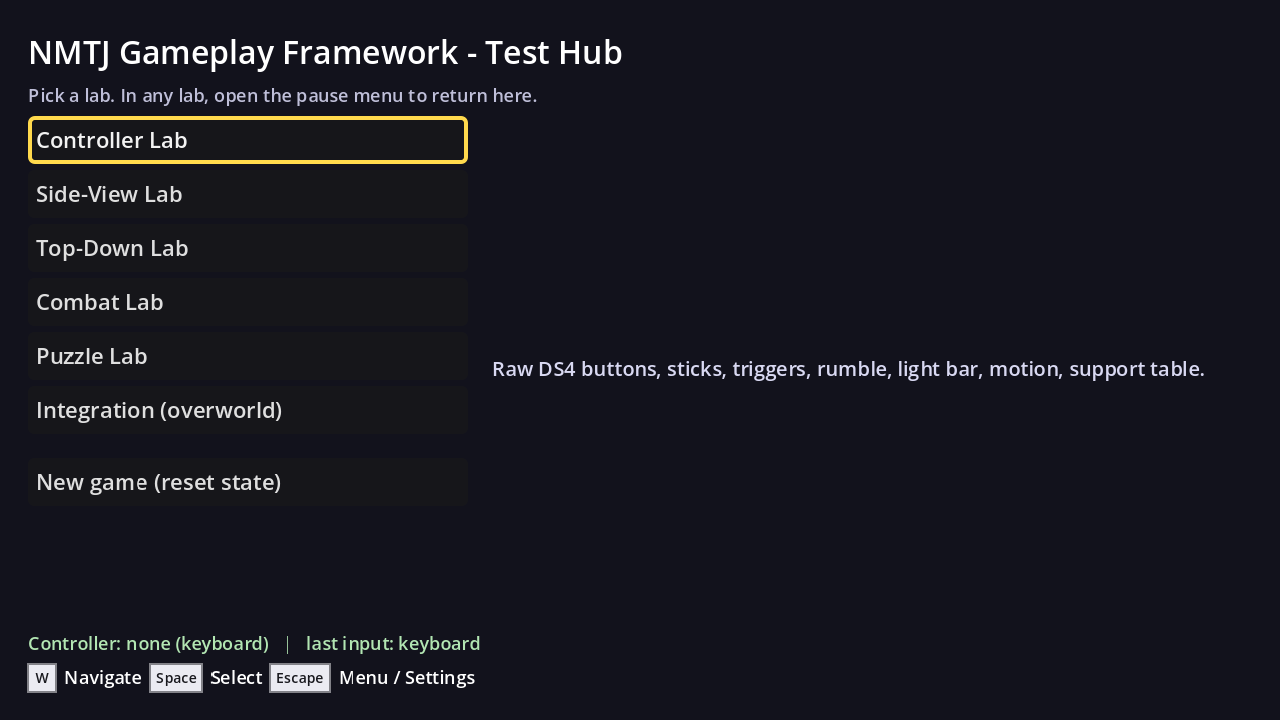 NMTJ Gameplay Framework - Test Hub
Pick a lab. In any lab, open the pause menu to return here.
Controller Lab
Side-View Lab
Top-Down Lab
Combat Lab
Puzzle Lab
Raw DS4 buttons, sticks, triggers, rumble, light bar, motion, support table.
Integration (overworld)
New game (reset state)
Controller: none (keyboard) | last input: keyboard
W Navigate Space Select Escape Menu / Settings